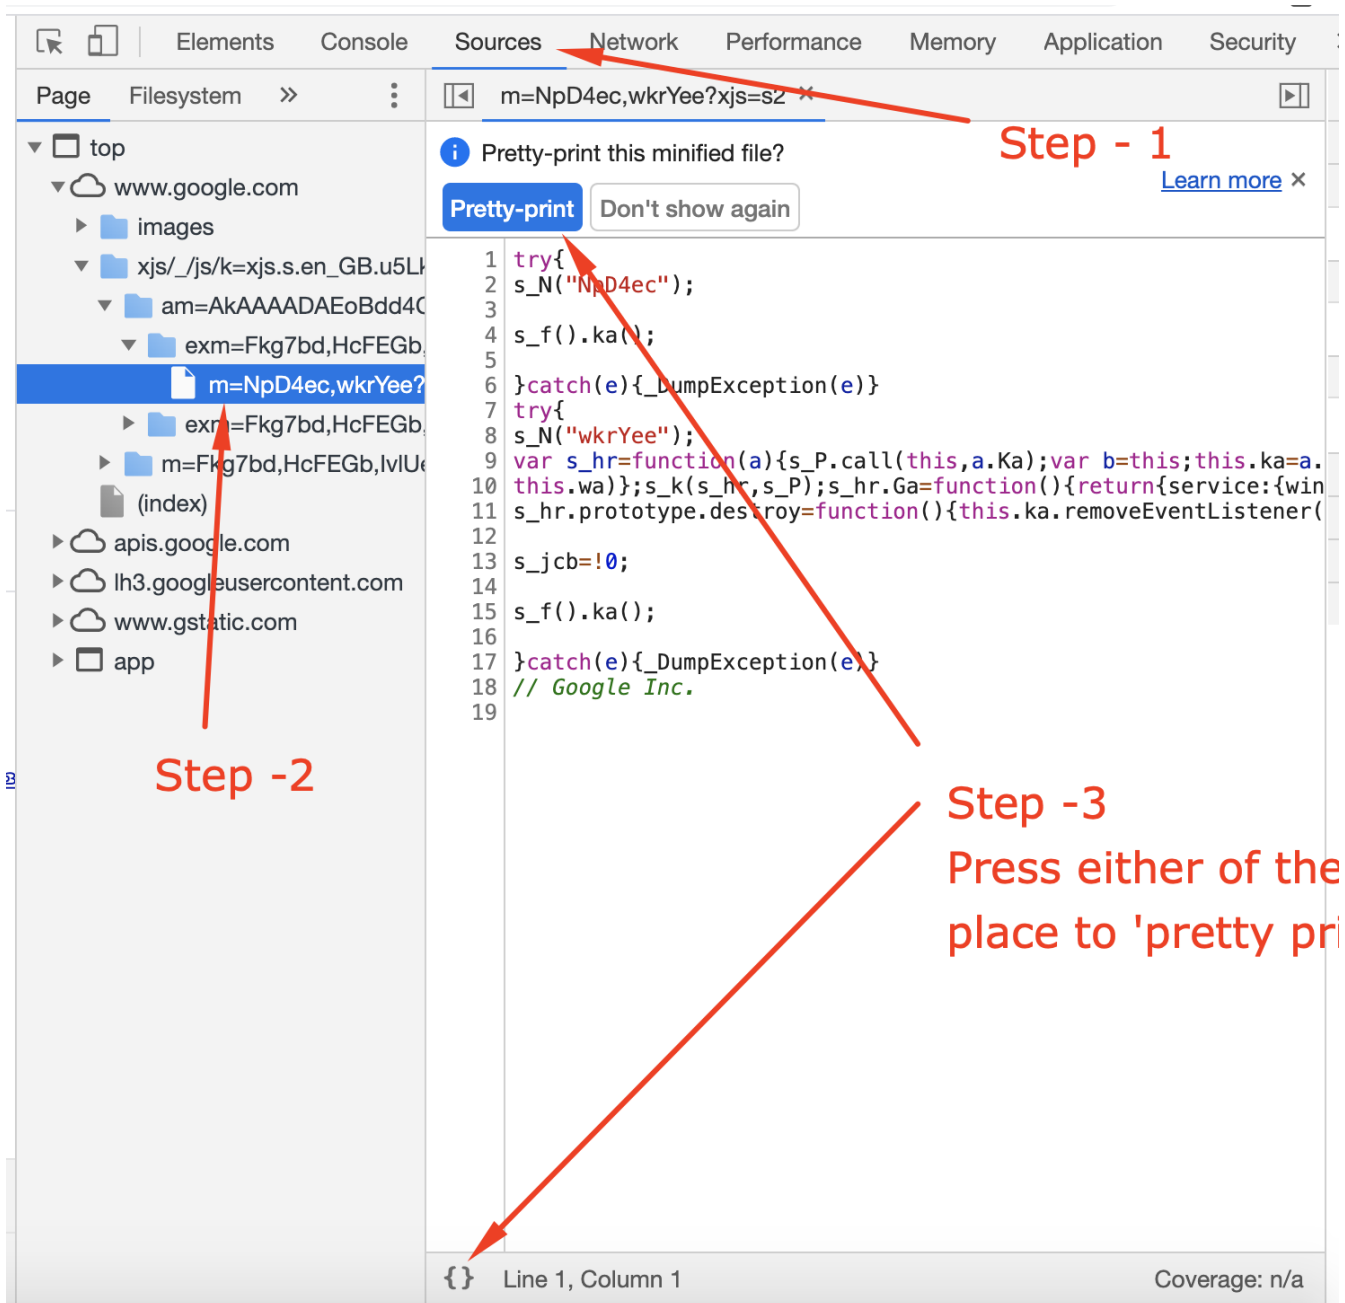 Elements Console Sources Network Performance Memory Application Security
Page Filesystem »
m=NpD4ec,wkrYee?xjs=s2 ×
top
www.google.com
images
xjs/_/js/k=xjs.s.en_GB.u5Lk
am=AkAAAADAEoBdd4C
exm=Fkg7bd,HcFEGb,
m=NpD4ec,wkrYee?
exm=Fkg7bd,HcFEGb,
m=Fkg7bd,HcFEGb,IvlUe
(index)
apis.google.com
lh3.googleusercontent.com
www.gstatic.com
app
Step -2
Pretty-print this minified file?
Step - 1
Learn more ×
Pretty-print Don't show again
1 try{
2 s_N("NpD4ec");
3
4 s_f().ka();
5
6 }catch(e){_DumpException(e)}
7 try{
8 s_N("wkrYee");
9 var s_hr=function(a){s_P.call(this,a.Ka);var b=this;this.ka=a.
10 this.wa)};s_k(s_hr,s_P);s_hr.Ga=function(){return{service:{win
11 s_hr.prototype.destroy=function(){this.ka.removeEventListener(
12
13 s_jcb=!0;
14
15 s_f().ka();
16
17 }catch(e){_DumpException(e)}
18 // Google Inc.
19
Step -3
Press either of the
place to 'pretty pri
{} Line 1, Column 1
Coverage: n/a